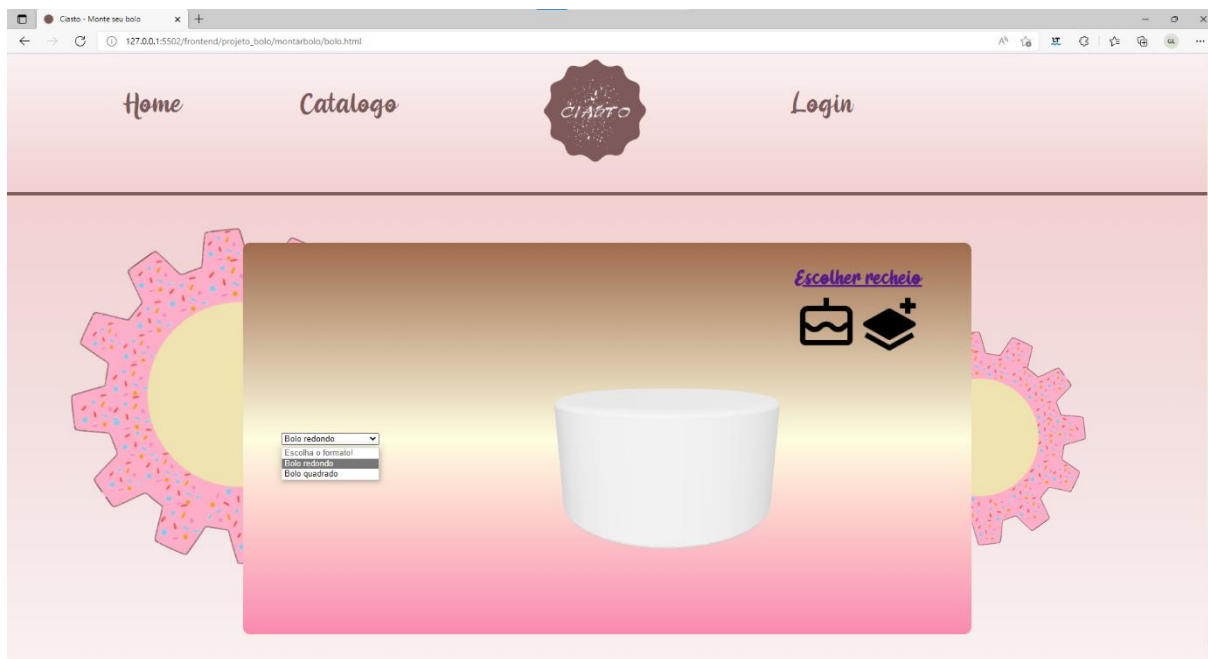 Ciasto - Monte seu bolo
127.0.0.1:5502/frontend/projeto_bolo/montarbolo/bolo.html
GL
Home
Catalogo
CIASTO
Login
Escolher recheio
Bolo redondo
Escolha o formato!
Bolo redondo
Bolo quadrado